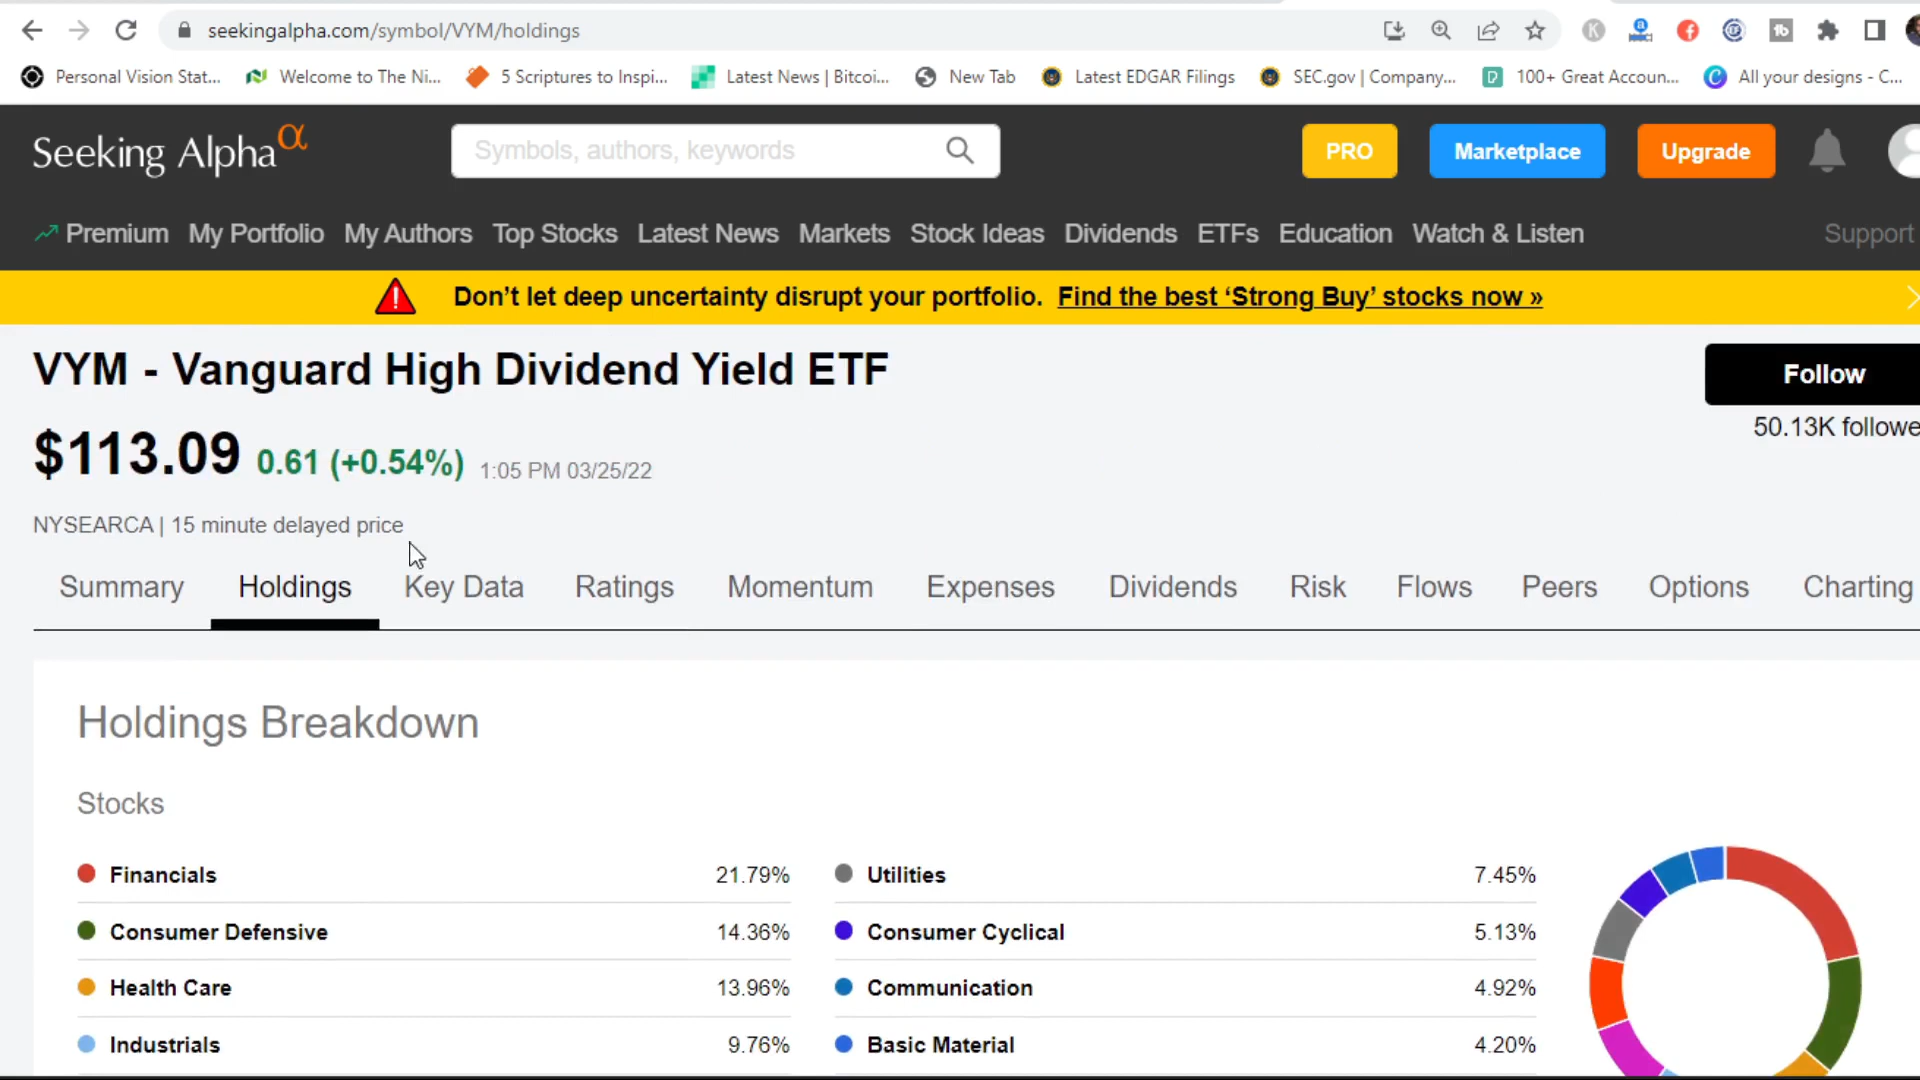 seekingalpha.com/symbol/VYM/holdings
Personal Vision Stat... Welcome to The Ni... 5 Scriptures to Inspi... Latest News | Bitcoi... New Tab Latest EDGAR Filings SEC.gov | Company... 100+ Great Accoun... All your designs - C...
Seeking Alpha α Symbols, authors, keywords PRO Marketplace Upgrade
Premium My Portfolio My Authors Top Stocks Latest News Markets Stock Ideas Dividends ETFs Education Watch & Listen Support
Don’t let deep uncertainty disrupt your portfolio. Find the best ‘Strong Buy’ stocks now »
VYM - Vanguard High Dividend Yield ETF
Follow
$113.09 0.61 (+0.54%) 1:05 PM 03/25/22
50.13K followe
NYSEARCA | 15 minute delayed price
Summary Holdings Key Data Ratings Momentum Expenses Dividends Risk Flows Peers Options Charting
Holdings Breakdown
Stocks
Financials 21.79% Utilities 7.45%
Consumer Defensive 14.36% Consumer Cyclical 5.13%
Health Care 13.96% Communication 4.92%
Industrials 9.76% Basic Material 4.20%